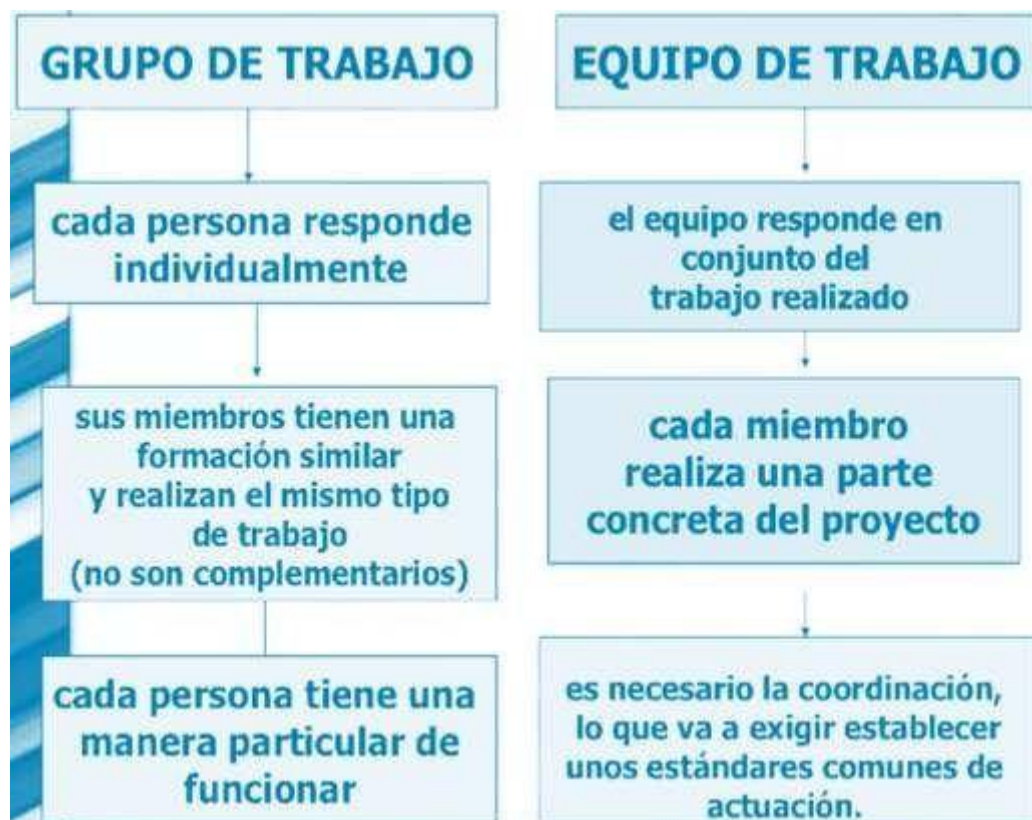 GRUPO DE TRABAJO
cada persona responde
individualmente
sus miembros tienen una
formación similar
y realizan el mismo tipo
de trabajo
(no son complementarios)
cada persona tiene una
manera particular de
funcionar
EQUIPO DE TRABAJO
el equipo responde en
conjunto del
trabajo realizado
cada miembro
realiza una parte
concreta del proyecto
es necesario la coordinación,
lo que va a exigir establecer
unos estándares comunes de
actuación.